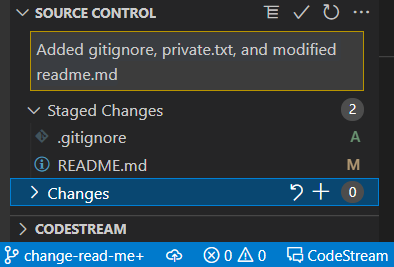 SOURCE CONTROL
Added gitignore, private.txt, and modified
readme.md
Staged Changes 2
.gitignore A
README.md M
Changes 0
CODESTREAM
change-read-me+ 0 0 CodeStream